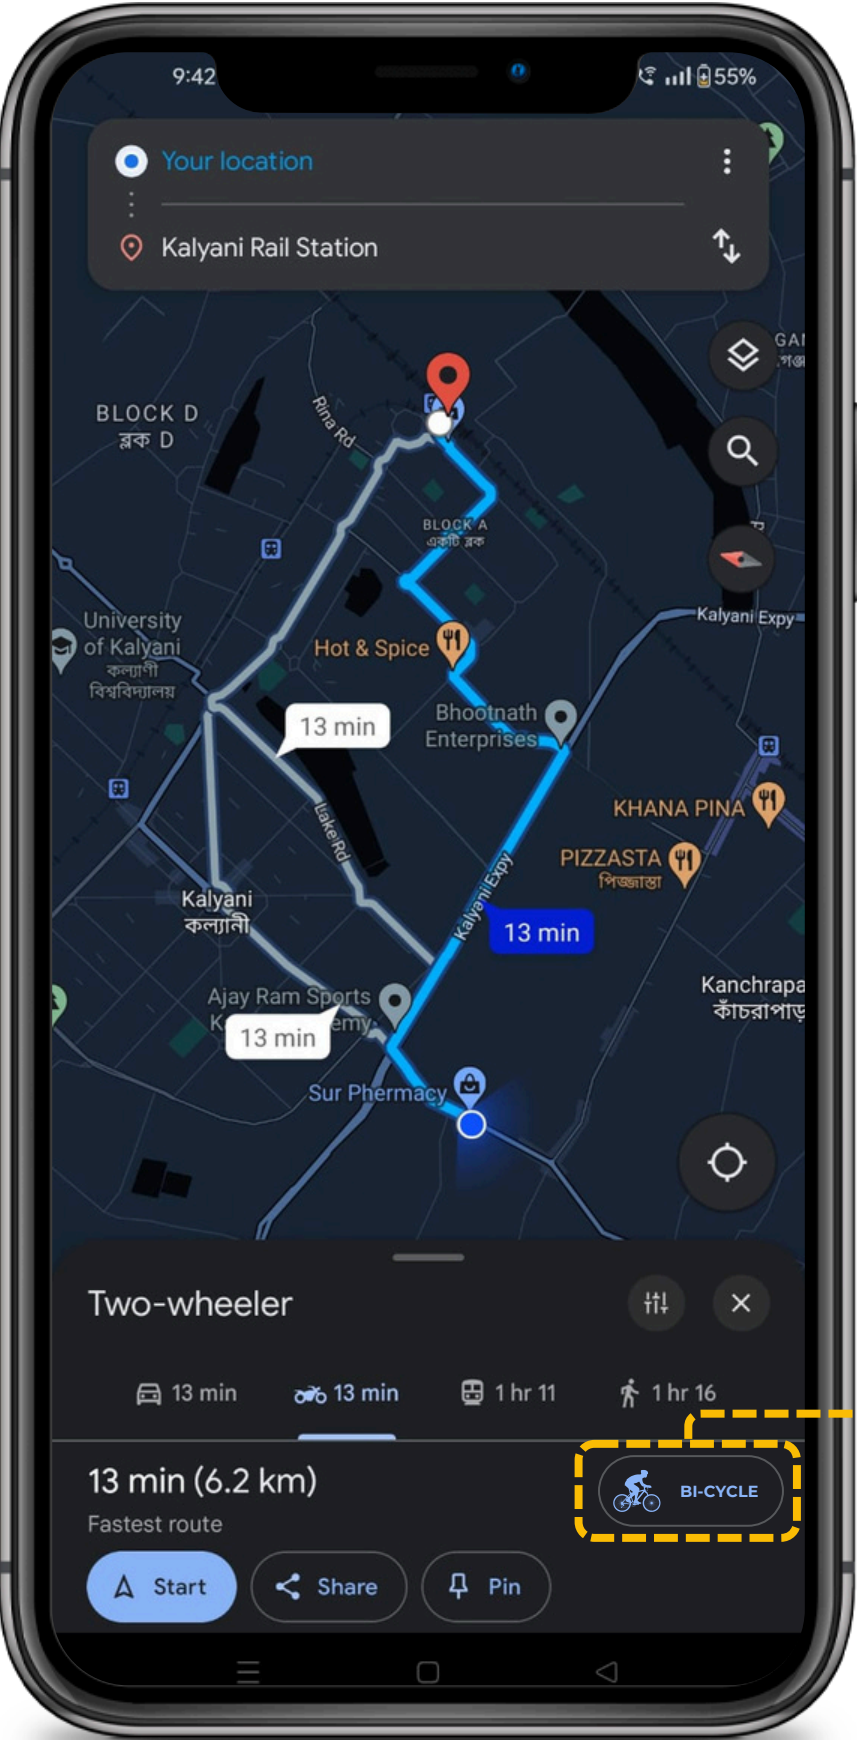 9:42
55%
Your location
Kalyani Rail Station
BLOCK D
ব্লক D
Rina Rd
BLOCK A
একটি ব্লক
Kalyani Expy
University
of Kalyani
কল্যাণী
বিশ্ববিদ্যালয়
Hot & Spice
13 min
Bhootnath
Enterprises
Lake Rd
KHANA PINA
PIZZASTA
পিজ্জাস্তা
Kalyani Expy
Kalyani
কল্যানী
13 min
Kanchrapa
কাঁচরাপাড়
Ajay Ram Sports
13 min
Sur Phermacy
Two-wheeler
13 min
13 min
1 hr 11
1 hr 16
13 min (6.2 km)
BI-CYCLE
Fastest route
Start
Share
Pin